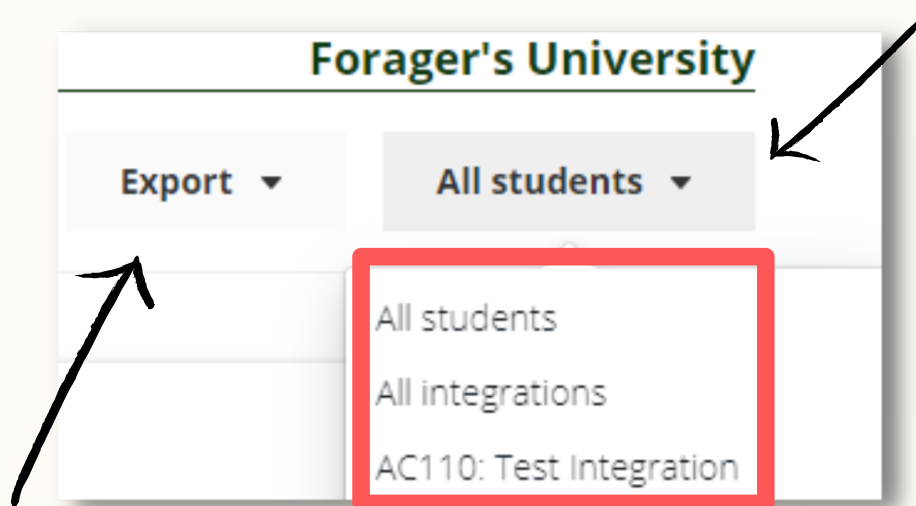 Forager's University
Export
All students
All students
All integrations
AC110: Test Integration